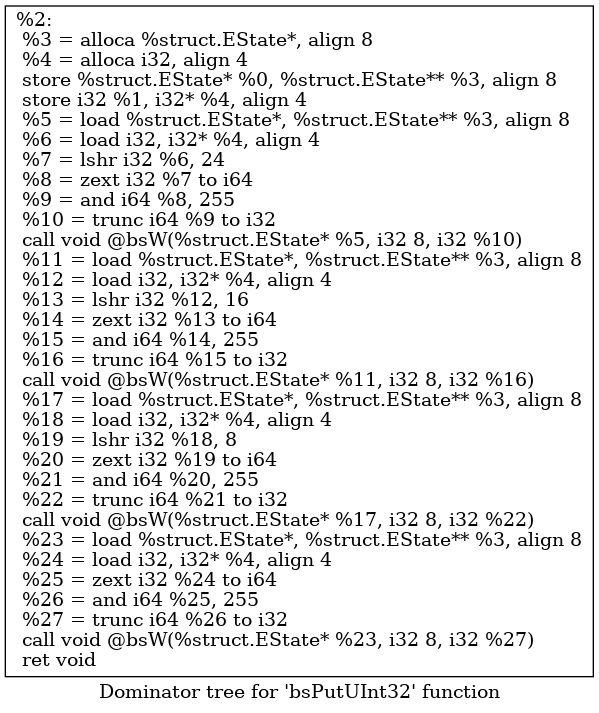 %2:
%3 = alloca %struct.EState*, align 8
%4 = alloca i32, align 4
store %struct.EState* %0, %struct.EState** %3, align 8
store i32 %1, i32* %4, align 4
%5 = load %struct.EState*, %struct.EState** %3, align 8
%6 = load i32, i32* %4, align 4
%7 = lshr i32 %6, 24
%8 = zext i32 %7 to i64
%9 = and i64 %8, 255
%10 = trunc i64 %9 to i32
call void @bsW(%struct.EState* %5, i32 8, i32 %10)
%11 = load %struct.EState*, %struct.EState** %3, align 8
%12 = load i32, i32* %4, align 4
%13 = lshr i32 %12, 16
%14 = zext i32 %13 to i64
%15 = and i64 %14, 255
%16 = trunc i64 %15 to i32
call void @bsW(%struct.EState* %11, i32 8, i32 %16)
%17 = load %struct.EState*, %struct.EState** %3, align 8
%18 = load i32, i32* %4, align 4
%19 = lshr i32 %18, 8
%20 = zext i32 %19 to i64
%21 = and i64 %20, 255
%22 = trunc i64 %21 to i32
call void @bsW(%struct.EState* %17, i32 8, i32 %22)
%23 = load %struct.EState*, %struct.EState** %3, align 8
%24 = load i32, i32* %4, align 4
%25 = zext i32 %24 to i64
%26 = and i64 %25, 255
%27 = trunc i64 %26 to i32
call void @bsW(%struct.EState* %23, i32 8, i32 %27)
ret void
Dominator tree for 'bsPutUInt32' function